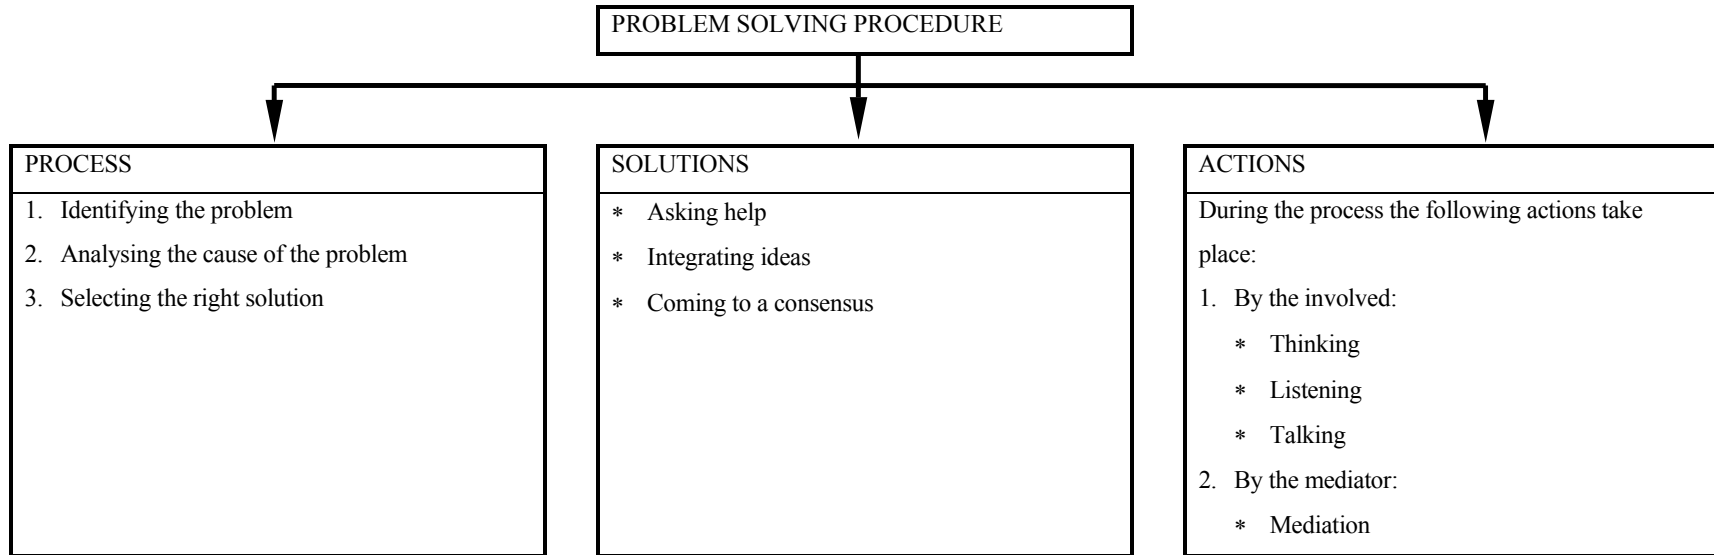 PROBLEM SOLVING PROCEDURE
PROCESS
1. Identifying the problem
2. Analysing the cause of the problem
3. Selecting the right solution
SOLUTIONS
* Asking help
* Integrating ideas
* Coming to a consensus
ACTIONS
During the process the following actions take
place:
1. By the involved:
* Thinking
* Listening
* Talking
2. By the mediator:
* Mediation